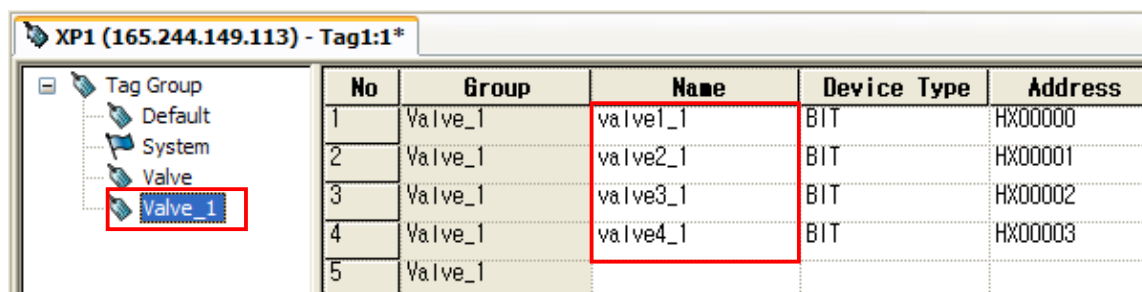 XP1 (165.244.149.113) - Tag1:1*
Tag Group
Default
System
Valve
Valve_1
No Group Name Device Type Address
1 Valve_1 valve1_1 BIT HX00000
2 Valve_1 valve2_1 BIT HX00001
3 Valve_1 valve3_1 BIT HX00002
4 Valve_1 valve4_1 BIT HX00003
5 Valve_1